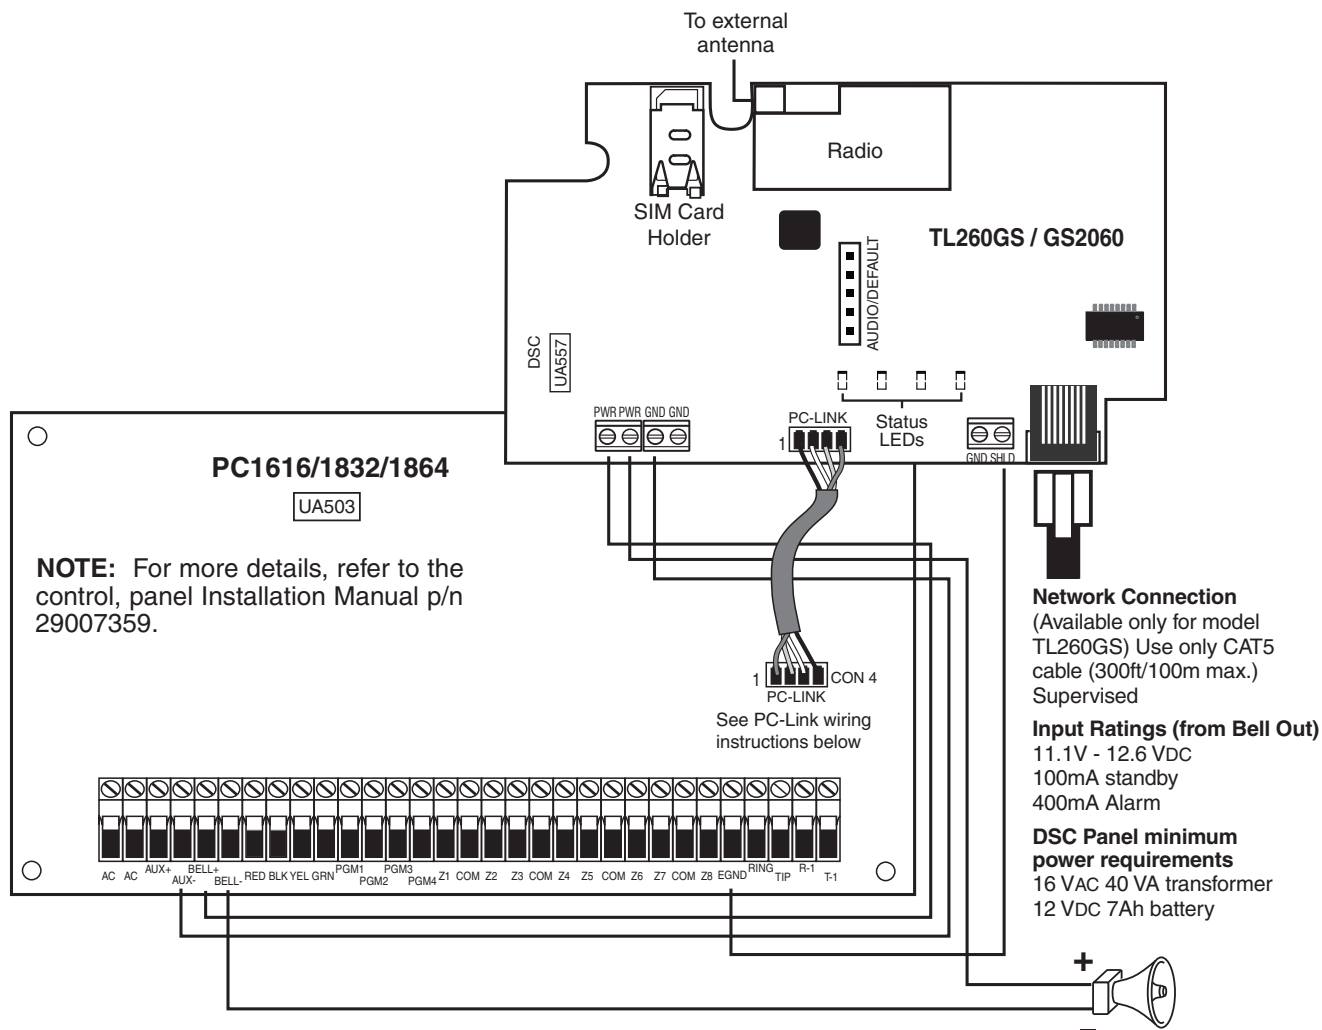 To external
antenna
Radio
SIM Card
Holder
TL260GS / GS2060
AUDIO/DEFAULT
DSC
UA557
PWR PWR GND GND
PC-LINK
1
Status
LEDs
GND SHLD
PC1616/1832/1864
UA503
NOTE: For more details, refer to the
control, panel Installation Manual p/n
29007359.
1
CON 4
PC-LINK
See PC-Link wiring
instructions below
Network Connection
(Available only for model
TL260GS) Use only CAT5
cable (300ft/100m max.)
Supervised
Input Ratings (from Bell Out)
11.1V - 12.6 VDC
100mA standby
400mA Alarm
DSC Panel minimum
power requirements
16 VAC 40 VA transformer
12 VDC 7Ah battery
AC AC AUX+ AUX- BELL+ BELL- RED BLK YEL GRN PGM1 PGM2 PGM3 PGM4 Z1 COM Z2 Z3 COM Z4 Z5 COM Z6 Z7 COM Z8 EGND RING TIP R-1 T-1
+
-